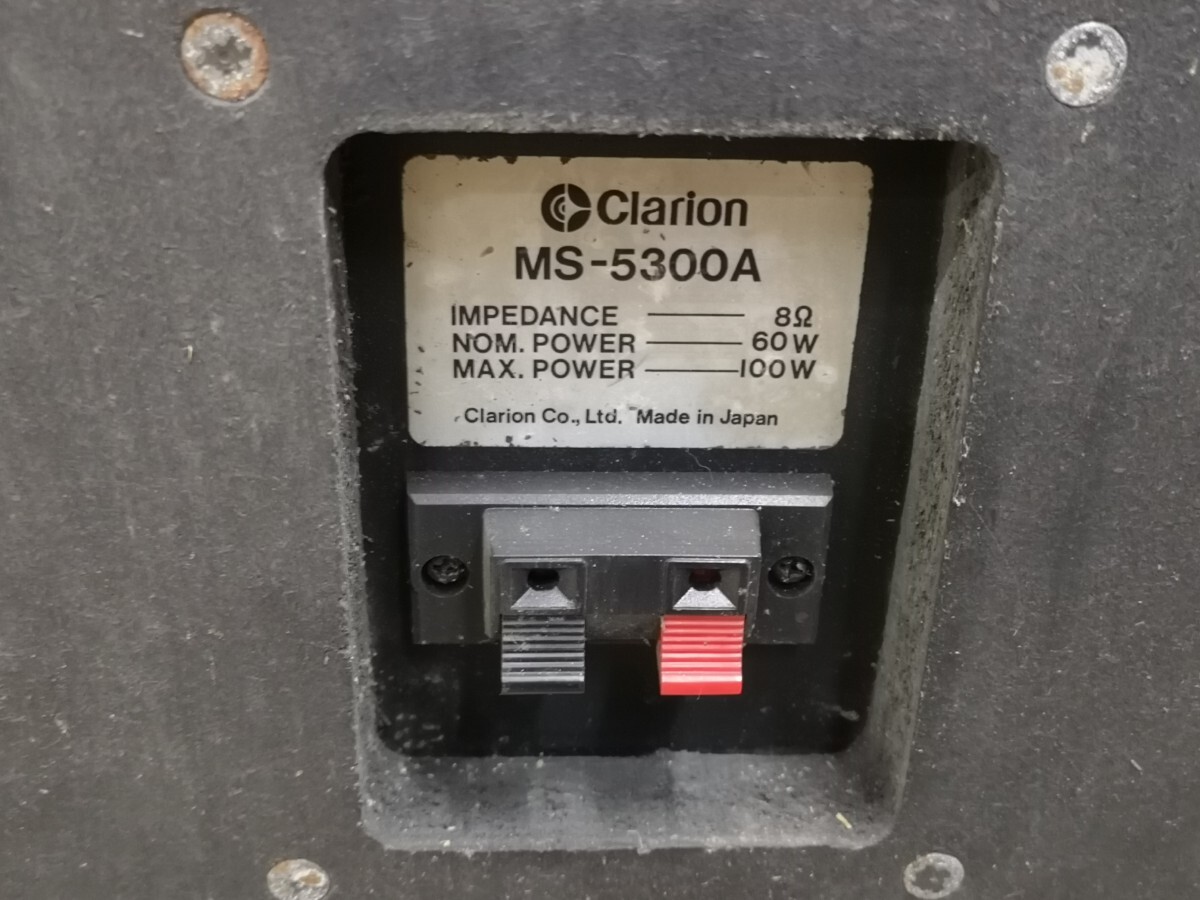 Clarion
MS-5300A
IMPEDANCE 8Ω
NOM. POWER 60W
MAX. POWER 100W
Clarion Co., Ltd. Made in Japan